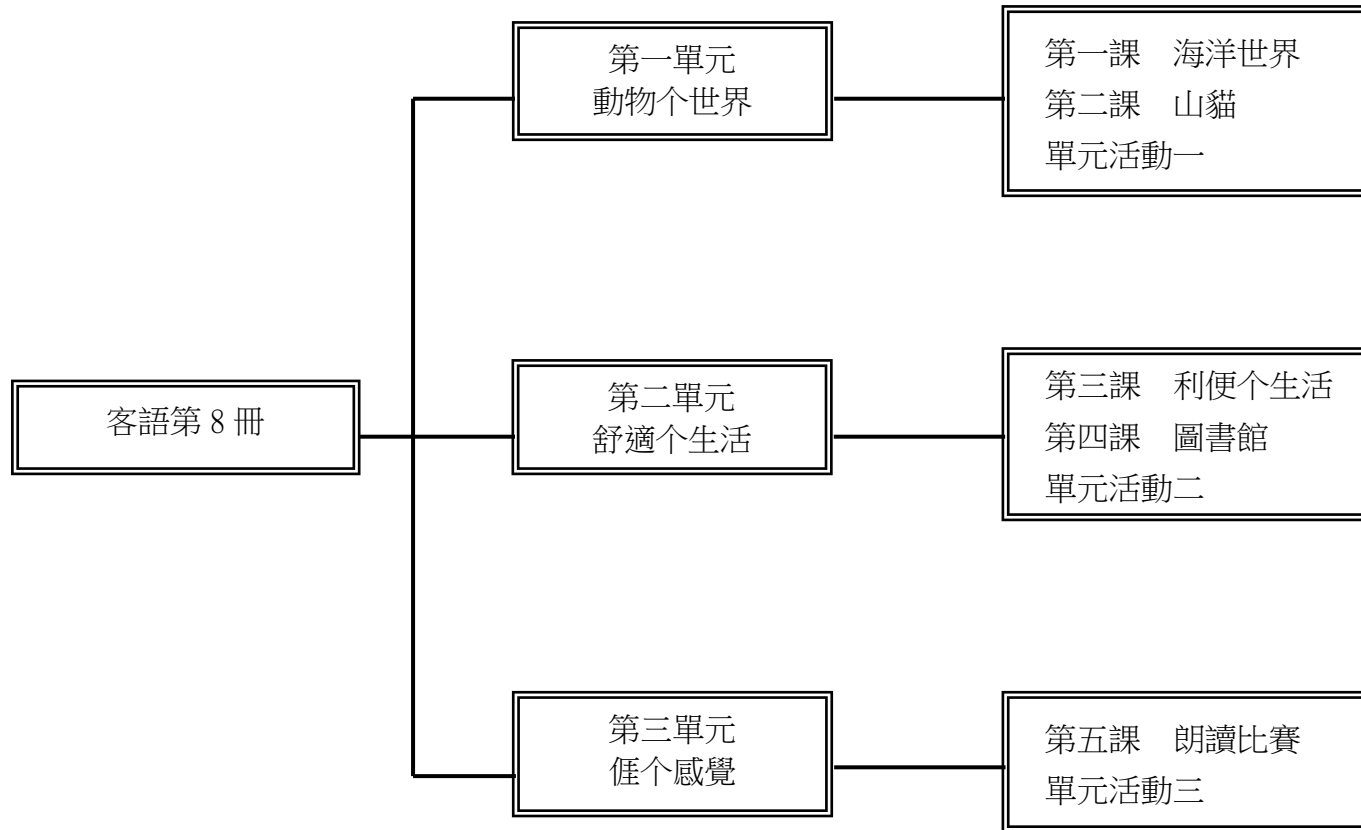 客語第 8 冊
第一單元
動物个世界
第一課　海洋世界
第二課　山貓
單元活動一
第二單元
舒適个生活
第三課　利便个生活
第四課　圖書館
單元活動二
第三單元
𠊎个感覺
第五課　朗讀比賽
單元活動三